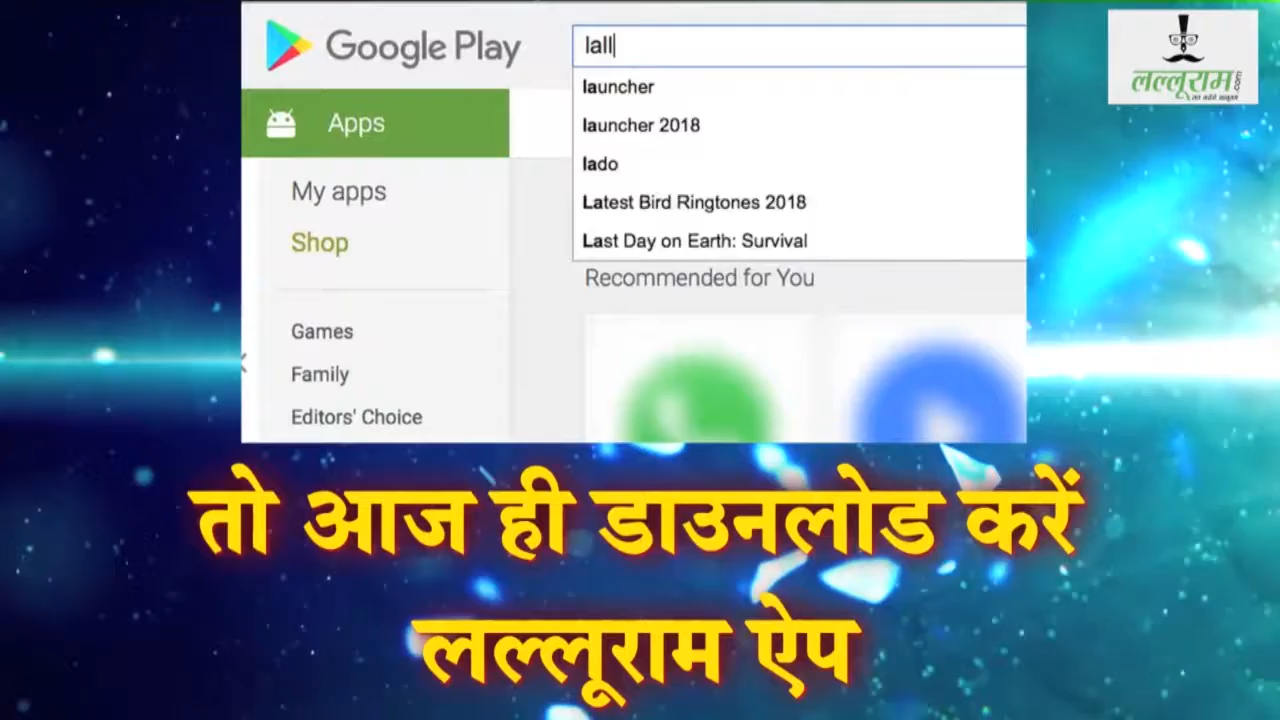 Google Play
lall
launcher
launcher 2018
lado
Latest Bird Ringtones 2018
Last Day on Earth: Survival
Apps
My apps
Shop
Recommended for You
Games
Family
Editors' Choice
लल्लूराम.com
तो आज ही डाउनलोड करें
लल्लूराम ऐप